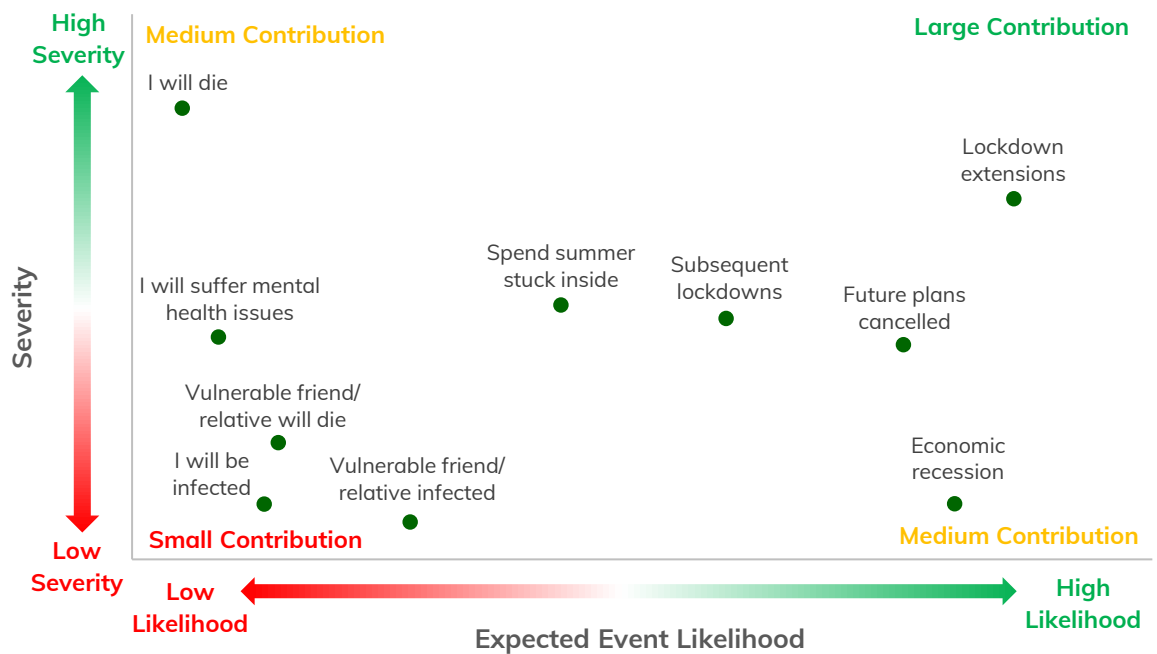 High
Severity
Medium Contribution
Large Contribution
I will die
Lockdown
extensions
Spend summer
stuck inside
Subsequent
lockdowns
I will suffer mental
health issues
Future plans
cancelled
Severity
Vulnerable friend/
relative will die
I will be
infected
Vulnerable friend/
relative infected
Economic
recession
Small Contribution
Medium Contribution
Low
Severity
Low
Likelihood
High
Likelihood
Expected Event Likelihood